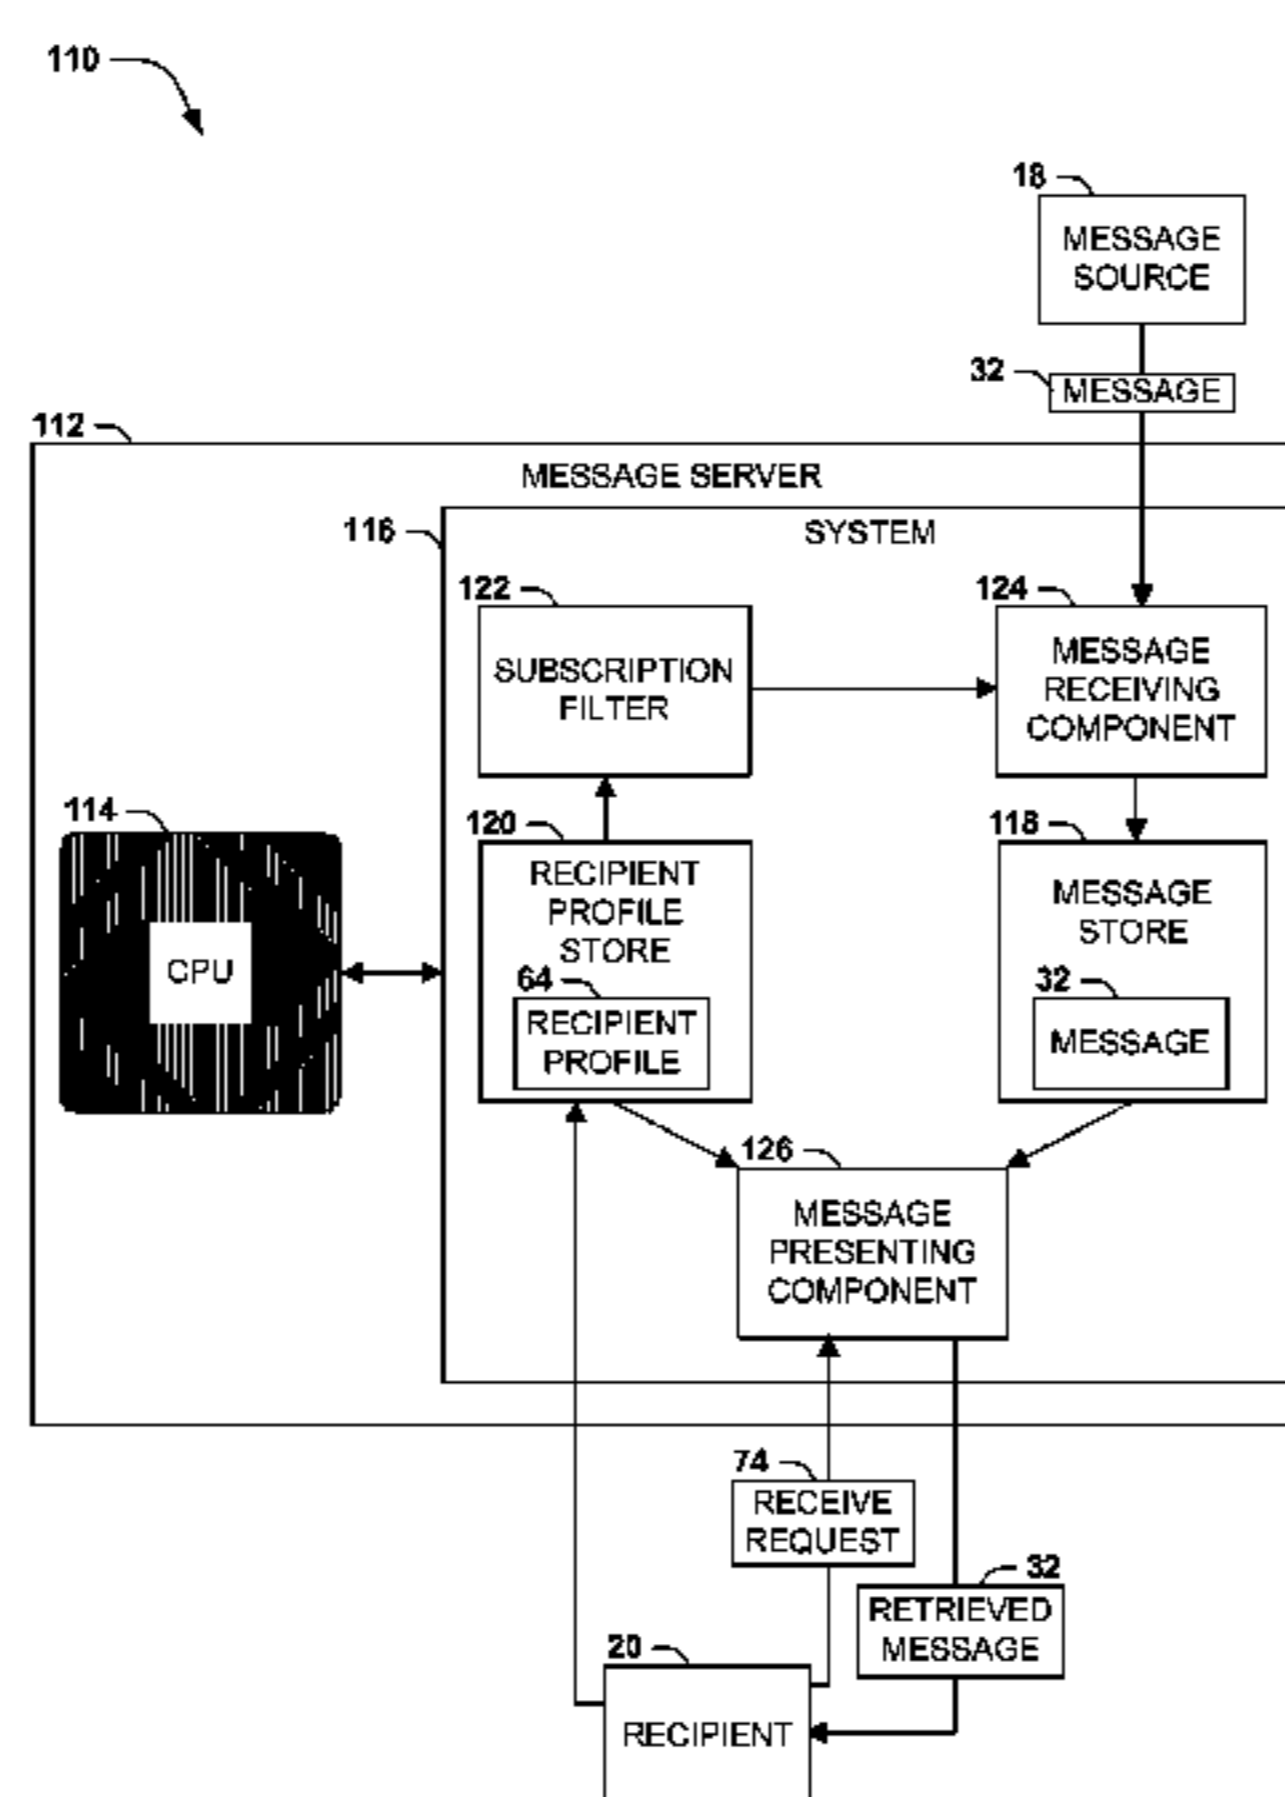 110
18
MESSAGE
SOURCE
32
MESSAGE
112
MESSAGE SERVER
116
SYSTEM
122
SUBSCRIPTION
FILTER
124
MESSAGE
RECEIVING
COMPONENT
114
CPU
120
RECIPIENT
PROFILE
STORE
64
RECIPIENT
PROFILE
118
MESSAGE
STORE
32
MESSAGE
126
MESSAGE
PRESENTING
COMPONENT
74
RECEIVE
REQUEST
32
RETRIEVED
MESSAGE
20
RECIPIENT